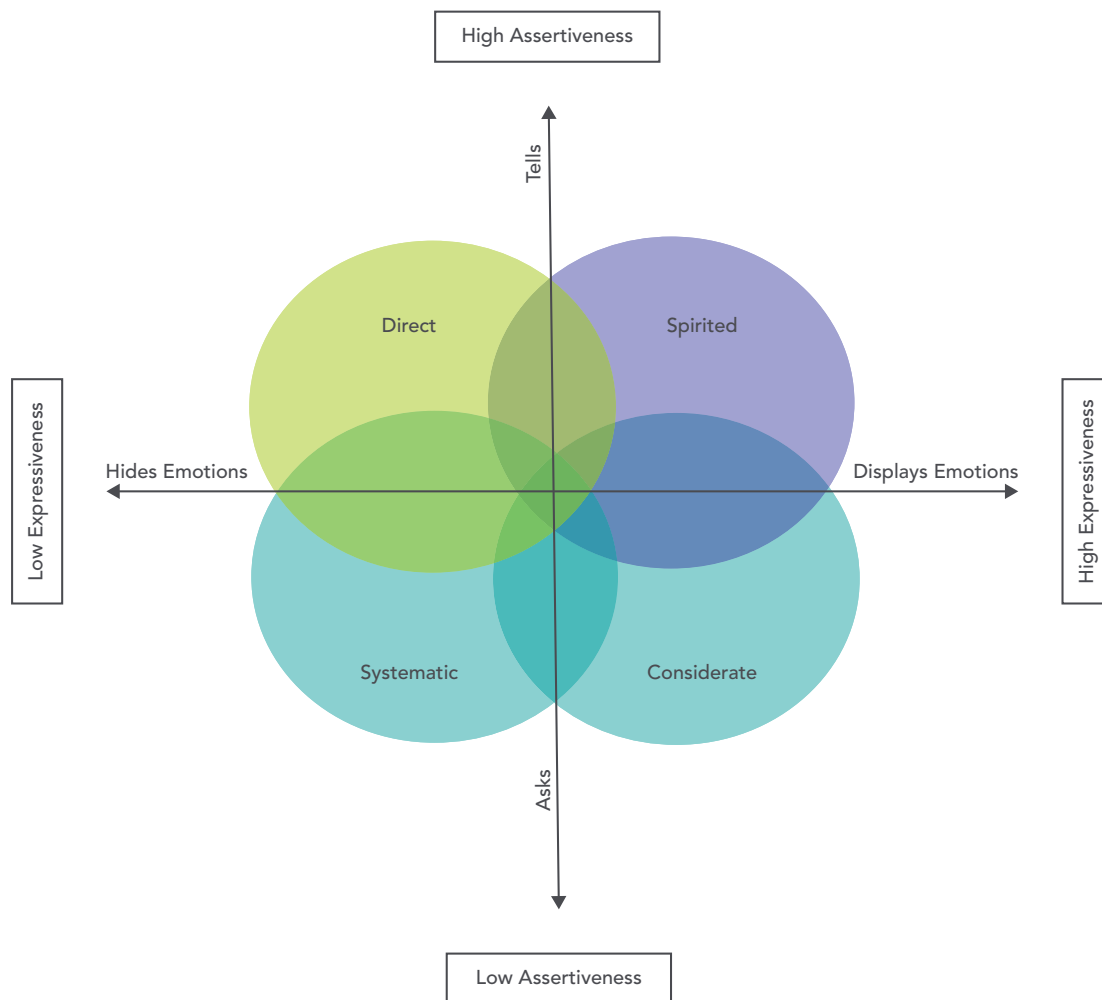 High Assertiveness
Tells
Direct
Spirited
Low Expressiveness
Hides Emotions
Displays Emotions
High Expressiveness
Systematic
Considerate
Asks
Low Assertiveness